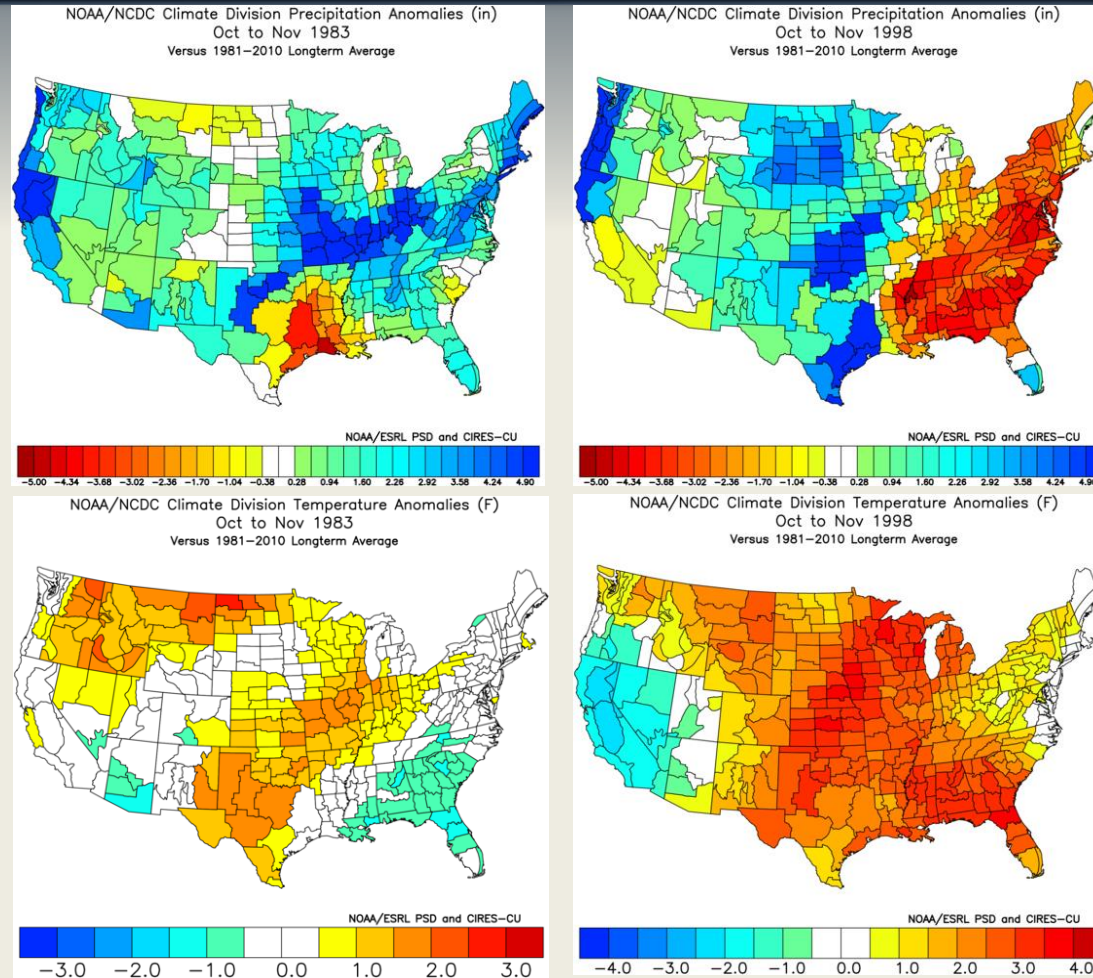 NOAA/NCDC Climate Division Precipitation Anomalies (in)
Oct to Nov 1983
Versus 1981–2010 Longterm Average
NOAA/ESRL PSD and CIRES–CU
−5.00 −4.34 −3.68 −3.02 −2.36 −1.70 −1.04 −0.38 0.28 0.94 1.60 2.26 2.92 3.58 4.24 4.90
NOAA/NCDC Climate Division Precipitation Anomalies (in)
Oct to Nov 1998
Versus 1981–2010 Longterm Average
NOAA/ESRL PSD and CIRES–CU
−5.00 −4.34 −3.68 −3.02 −2.36 −1.70 −1.04 −0.38 0.28 0.94 1.60 2.26 2.92 3.58 4.24 4.90
NOAA/NCDC Climate Division Temperature Anomalies (F)
Oct to Nov 1983
Versus 1981–2010 Longterm Average
NOAA/ESRL PSD and CIRES–CU
−3.0 −2.0 −1.0 0.0 1.0 2.0 3.0
NOAA/NCDC Climate Division Temperature Anomalies (F)
Oct to Nov 1998
Versus 1981–2010 Longterm Average
NOAA/ESRL PSD and CIRES–CU
−4.0 −3.0 −2.0 −1.0 0.0 1.0 2.0 3.0 4.0